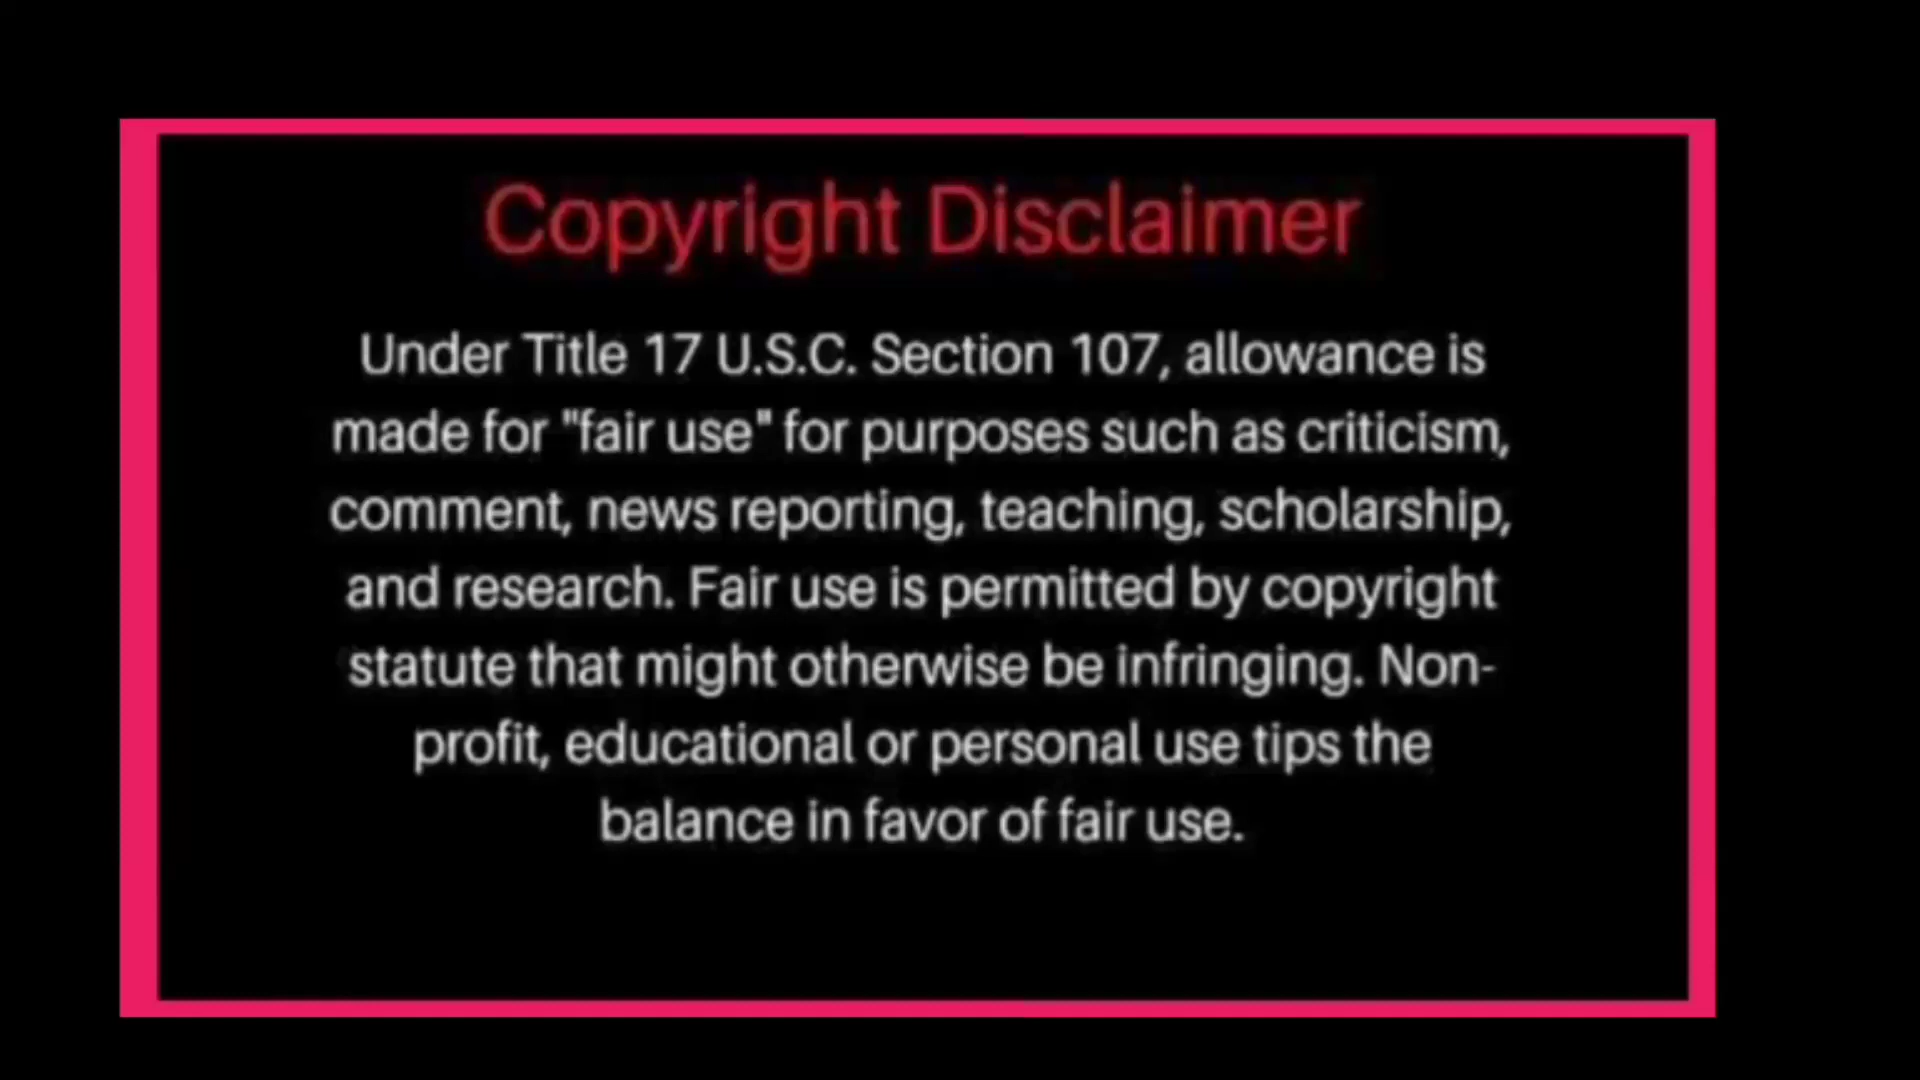 Copyright Disclaimer
Under Title 17 U.S.C. Section 107, allowance is
made for "fair use" for purposes such as criticism,
comment, news reporting, teaching, scholarship,
and research. Fair use is permitted by copyright
statute that might otherwise be infringing. Non-
profit, educational or personal use tips the
balance in favor of fair use.